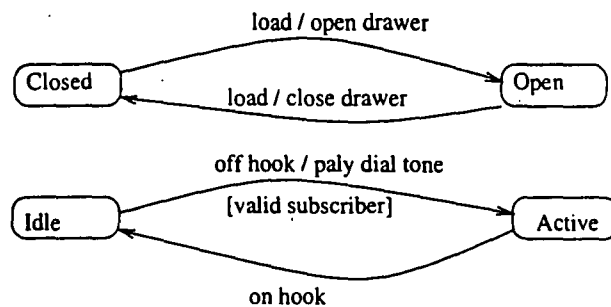 load / open drawer
Closed
Open
load / close drawer
off hook / paly dial tone
[valid subscriber]
Idle
Active
on hook